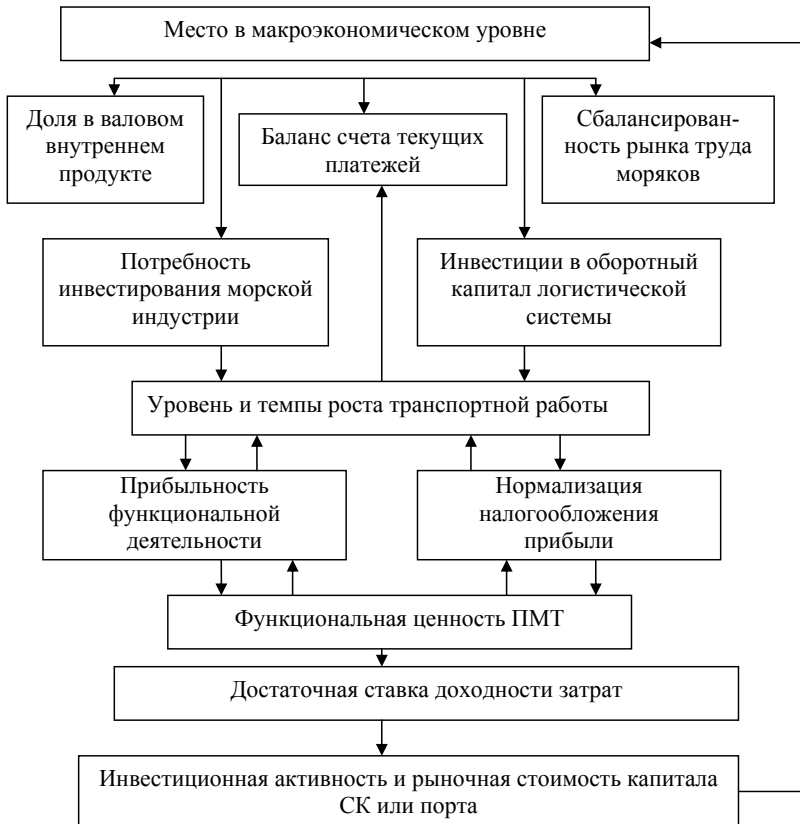 Место в макроэкономическом уровне
Доля в валовом
внутреннем
продукте
Баланс счета текущих
платежей
Сбалансирован-
ность рынка труда
моряков
Потребность
инвестирования морской
индустрии
Инвестиции в оборотный
капитал логистической
системы
Уровень и темпы роста транспортной работы
Прибыльность
функциональной
деятельности
Нормализация
налогообложения
прибыли
Функциональная ценность ПМТ
Достаточная ставка доходности затрат
Инвестиционная активность и рыночная стоимость капитала
СК или порта